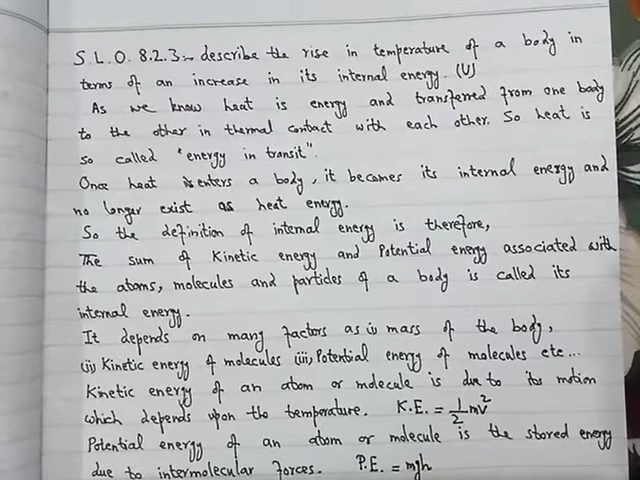 S.L.O. 8.2.3:- describe the rise in temperature of a body in
terms of an increase in its internal energy. (U)
As we know heat is energy and transferred from one body
to the other in thermal contact with each other. So heat is
so called "energy in transit".
Once heat enters a body, it becomes its internal energy and
no longer exist as heat energy.
So the definition of internal energy is therefore,
The sum of Kinetic energy and Potential energy associated with
the atoms, molecules and particles of a body is called its
internal energy.
It depends on many factors as (i) mass of the body,
(ii) Kinetic energy of molecules (iii) Potential energy of molecules etc...
Kinetic energy of an atom or molecule is due to its motion
which depends upon the temperature. K.E. = 1/2 mv²
Potential energy of an atom or molecule is the stored energy
due to intermolecular forces. P.E. = mgh